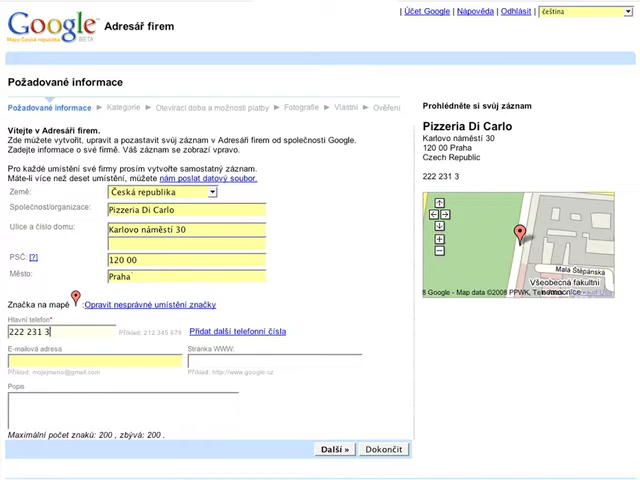 | Účet Google | Nápověda | Odhlásit | čeština
Google
Mapy Česká republika BETA
Adresář firem
Požadované informace
Požadované informace ► Kategorie ► Otevírací doba a možnosti platby ► Fotografie ► Vlastní ► Ověření
Vítejte v Adresáři firem.
Zde můžete vytvořit, upravit a pozastavit svůj záznam v Adresáři firem od společnosti Google.
Zadejte informace o své firmě. Váš záznam se zobrazí vpravo.
Pro každé umístění své firmy prosím vytvořte samostatný záznam.
Máte-li více než deset umístění, můžete nám poslat datový soubor.
Země: Česká republika
Společnost/organizace: Pizzeria Di Carlo
Ulice a číslo domu: Karlovo náměstí 30
PSČ: [?] 120 00
Město: Praha
Značka na mapě : Opravit nesprávné umístění značky
Hlavní telefon*
222 231 3 Příklad: 212 345 678 Přidat další telefonní čísla
E-mailová adresa Stránka WWW:
Příklad: mojejmeno@gmail.com Příklad: http://www.google.cz
Popis
Maximální počet znaků: 200 , zbývá: 200 .
Další » Dokončit
Prohlédněte si svůj záznam
Pizzeria Di Carlo
Karlovo náměstí 30
120 00 Praha
Czech Republic
222 231 3
Malá Štěpánská
Všeobecná fakultní
nemocnice
Google - Map data ©2008 PPWK,